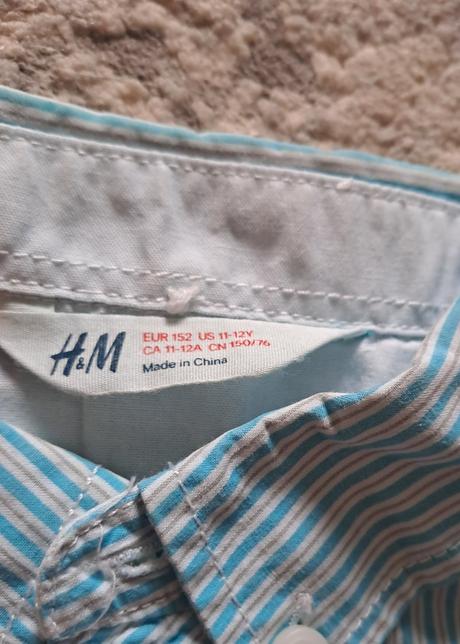 H&M
EUR 152 US 11-12Y
CA 11-12A CN 150/76
Made in China